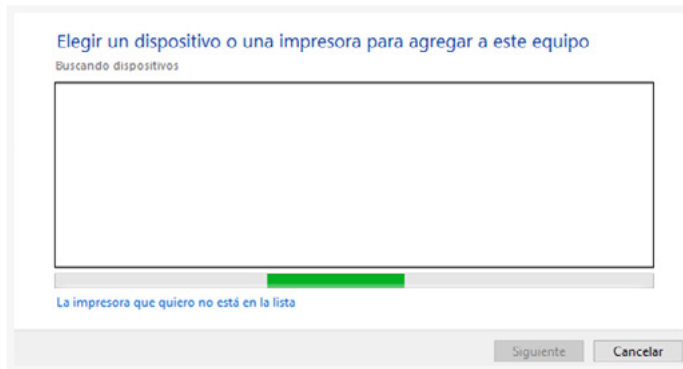 Elegir un dispositivo o una impresora para agregar a este equipo
Buscando dispositivos
La impresora que quiero no está en la lista
Siguiente Cancelar